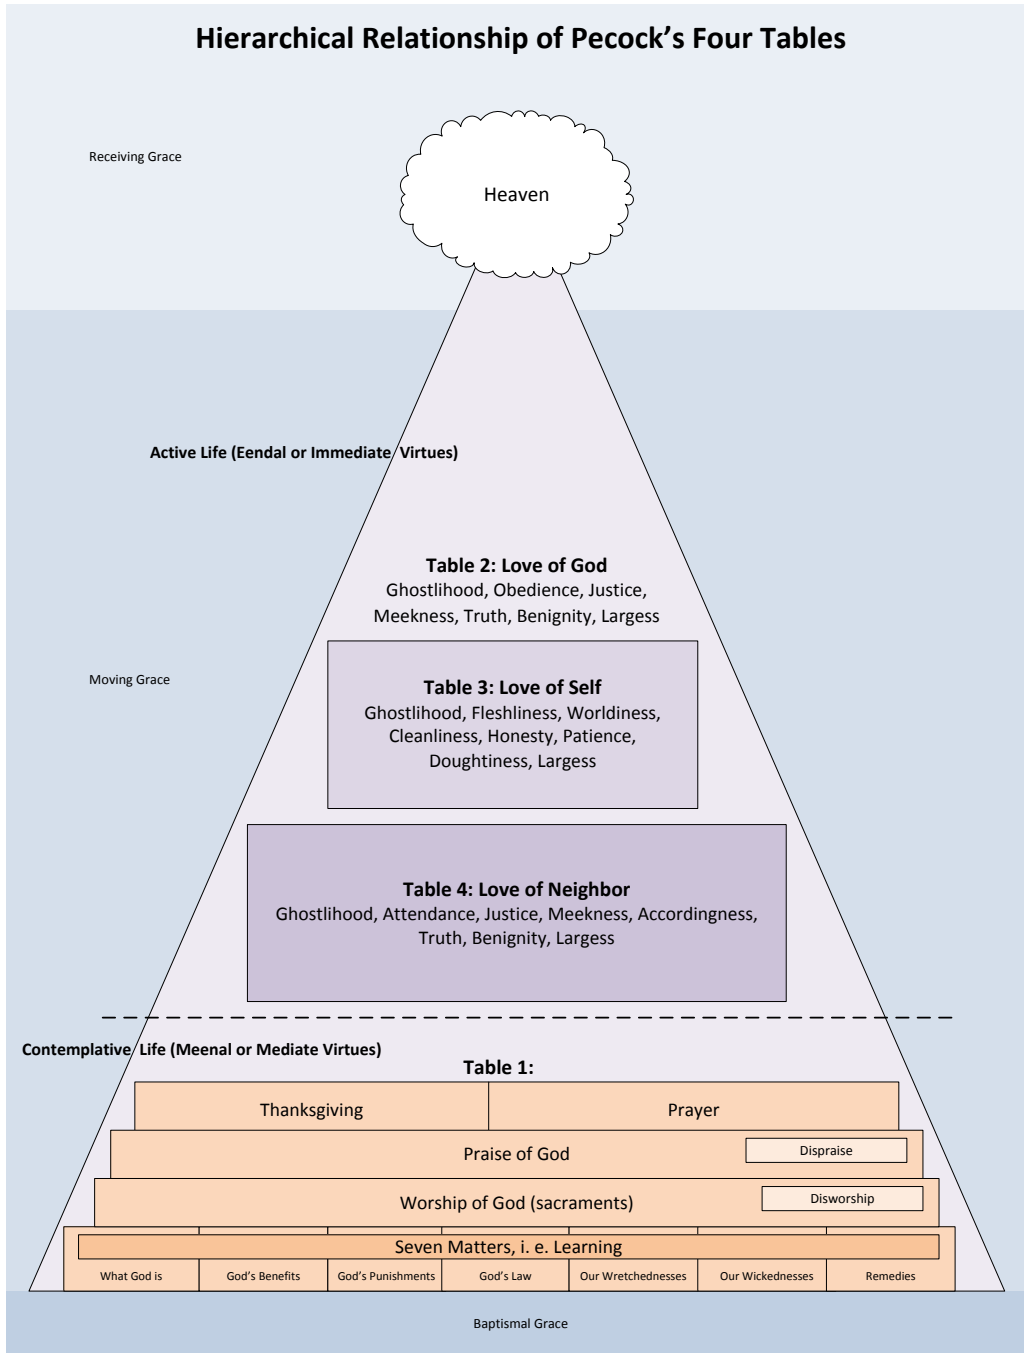 Hierarchical Relationship of Pecock’s Four Tables
Receiving Grace
Heaven
Active Life (Eendal or Immediate Virtues)
Table 2: Love of God
Ghostlihood, Obedience, Justice,
Meekness, Truth, Benignity, Largess
Moving Grace
Table 3: Love of Self
Ghostlihood, Fleshliness, Worldiness,
Cleanliness, Honesty, Patience,
Doughtiness, Largess
Table 4: Love of Neighbor
Ghostlihood, Attendance, Justice, Meekness, Accordingness,
Truth, Benignity, Largess
Contemplative Life (Meenal or Mediate Virtues)
Table 1:
Thanksgiving
Prayer
Praise of God
Dispraise
Worship of God (sacraments)
Disworship
Seven Matters, i. e. Learning
What God is
God’s Benefits
God’s Punishments
God’s Law
Our Wretchednesses
Our Wickednesses
Remedies
Baptismal Grace